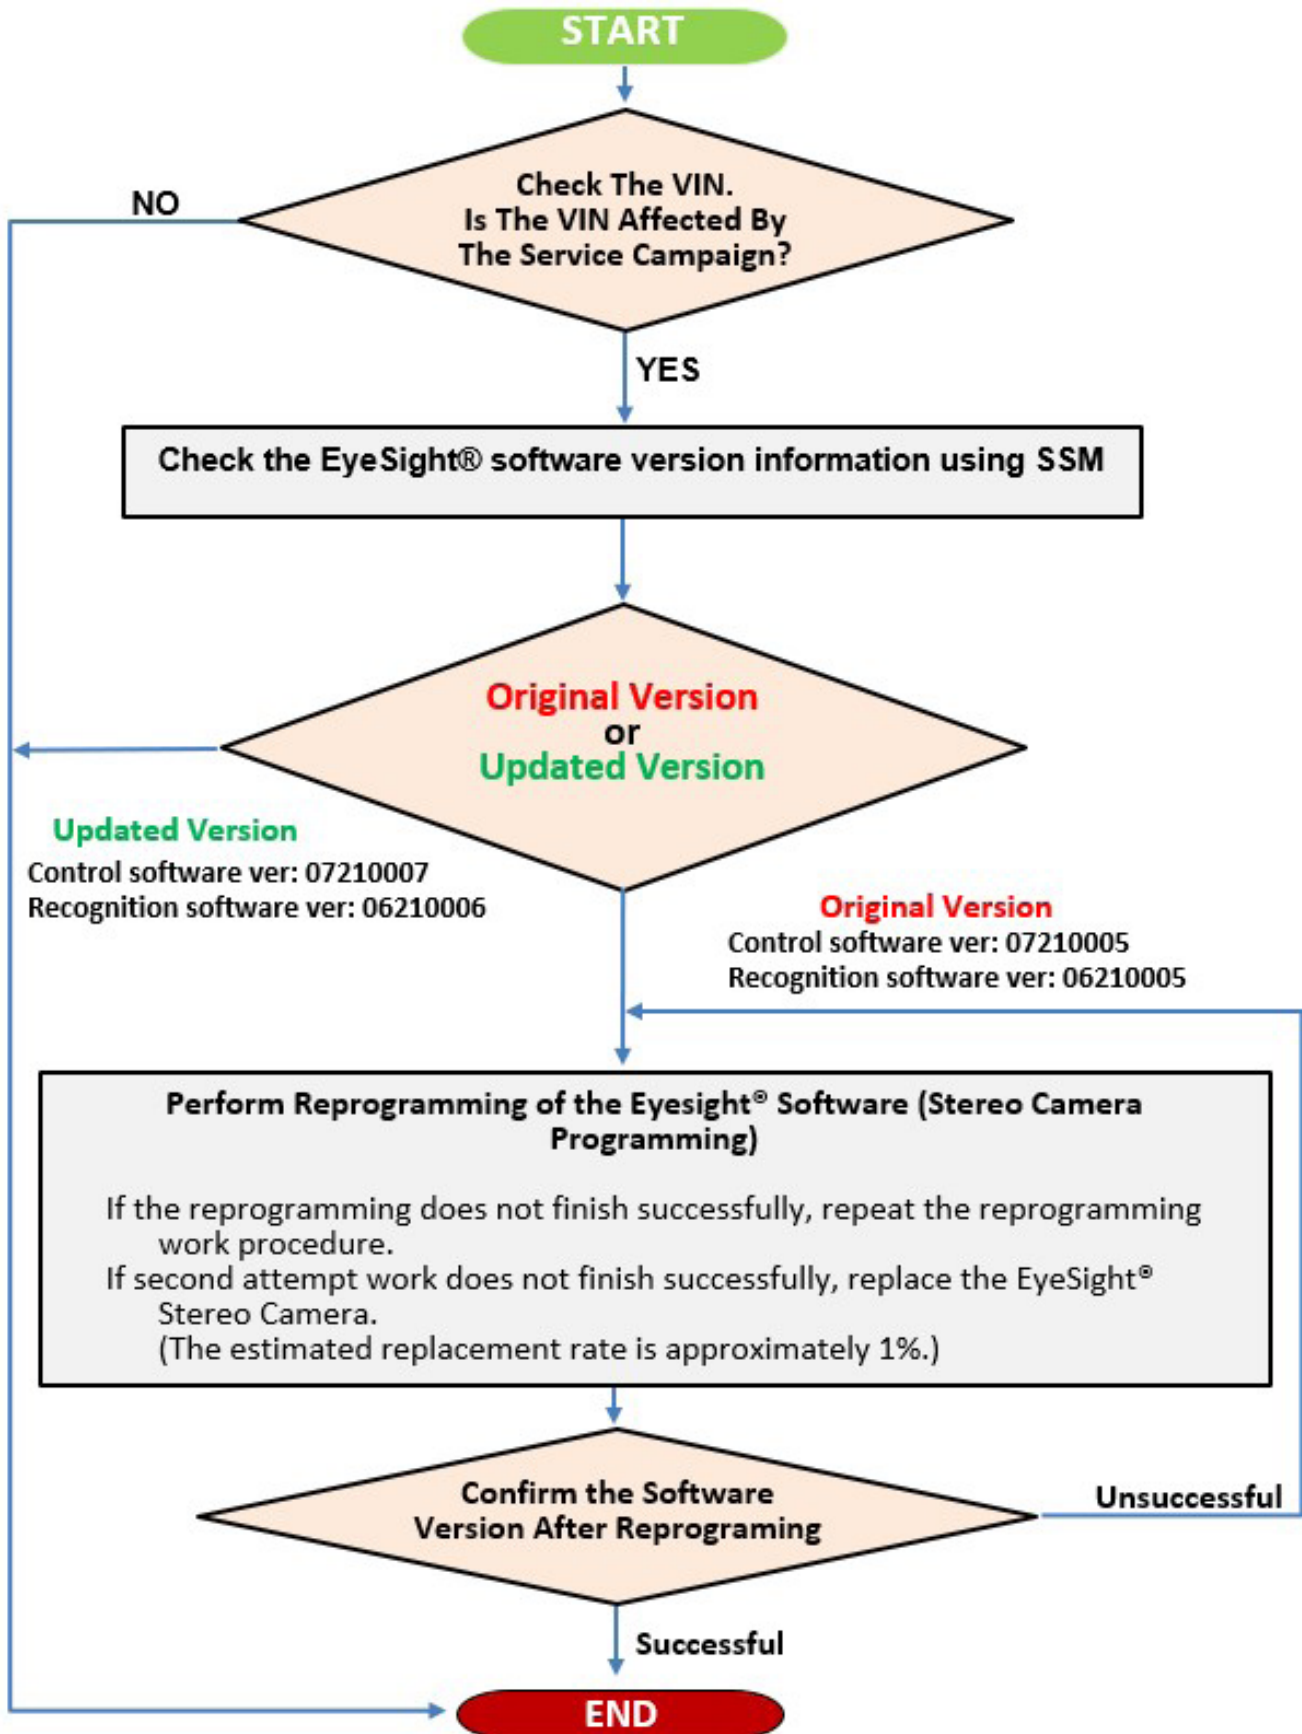 START
Check The VIN.
Is The VIN Affected By
The Service Campaign?
NO
YES
Check the EyeSight® software version information using SSM
Original Version
or
Updated Version
Updated Version
Control software ver: 07210007
Recognition software ver: 06210006
Original Version
Control software ver: 07210005
Recognition software ver: 06210005
Perform Reprogramming of the Eyesight® Software (Stereo Camera
Programming)
If the reprogramming does not finish successfully, repeat the reprogramming
work procedure.
If second attempt work does not finish successfully, replace the EyeSight®
Stereo Camera.
(The estimated replacement rate is approximately 1%.)
Confirm the Software
Version After Reprograming
Unsuccessful
Successful
END